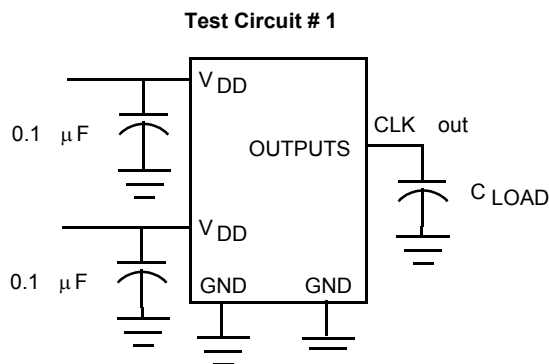 Test Circuit # 1
V DD
0.1 μF
OUTPUTS
CLK out
C LOAD
V DD
0.1 μF
GND GND